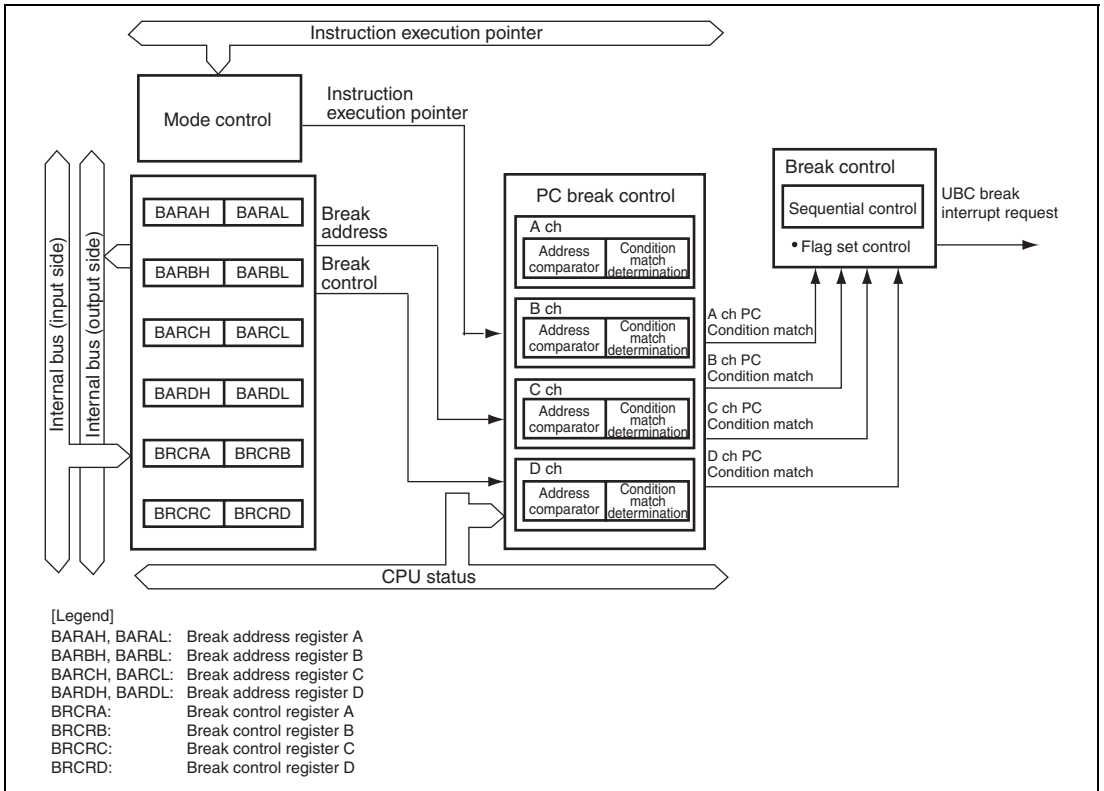 Instruction execution pointer
Mode control
Instruction
execution pointer
Internal bus (input side)
Internal bus (output side)
BARAH BARAL
BARBH BARBL
BARCH BARCL
BARDH BARDL
BRCRA BRCRB
BRCRC BRCRD
Break
address
Break
control
PC break control
A ch
Address
comparator
Condition
match
determination
B ch
Address
comparator
Condition
match
determination
C ch
Address
comparator
Condition
match
determination
D ch
Address
comparator
Condition
match
determination
A ch PC
Condition match
B ch PC
Condition match
C ch PC
Condition match
D ch PC
Condition match
Break control
Sequential control
• Flag set control
UBC break
interrupt request
CPU status
[Legend]
BARAH, BARAL: Break address register A
BARBH, BARBL: Break address register B
BARCH, BARCL: Break address register C
BARDH, BARDL: Break address register D
BRCRA: Break control register A
BRCRB: Break control register B
BRCRC: Break control register C
BRCRD: Break control register D